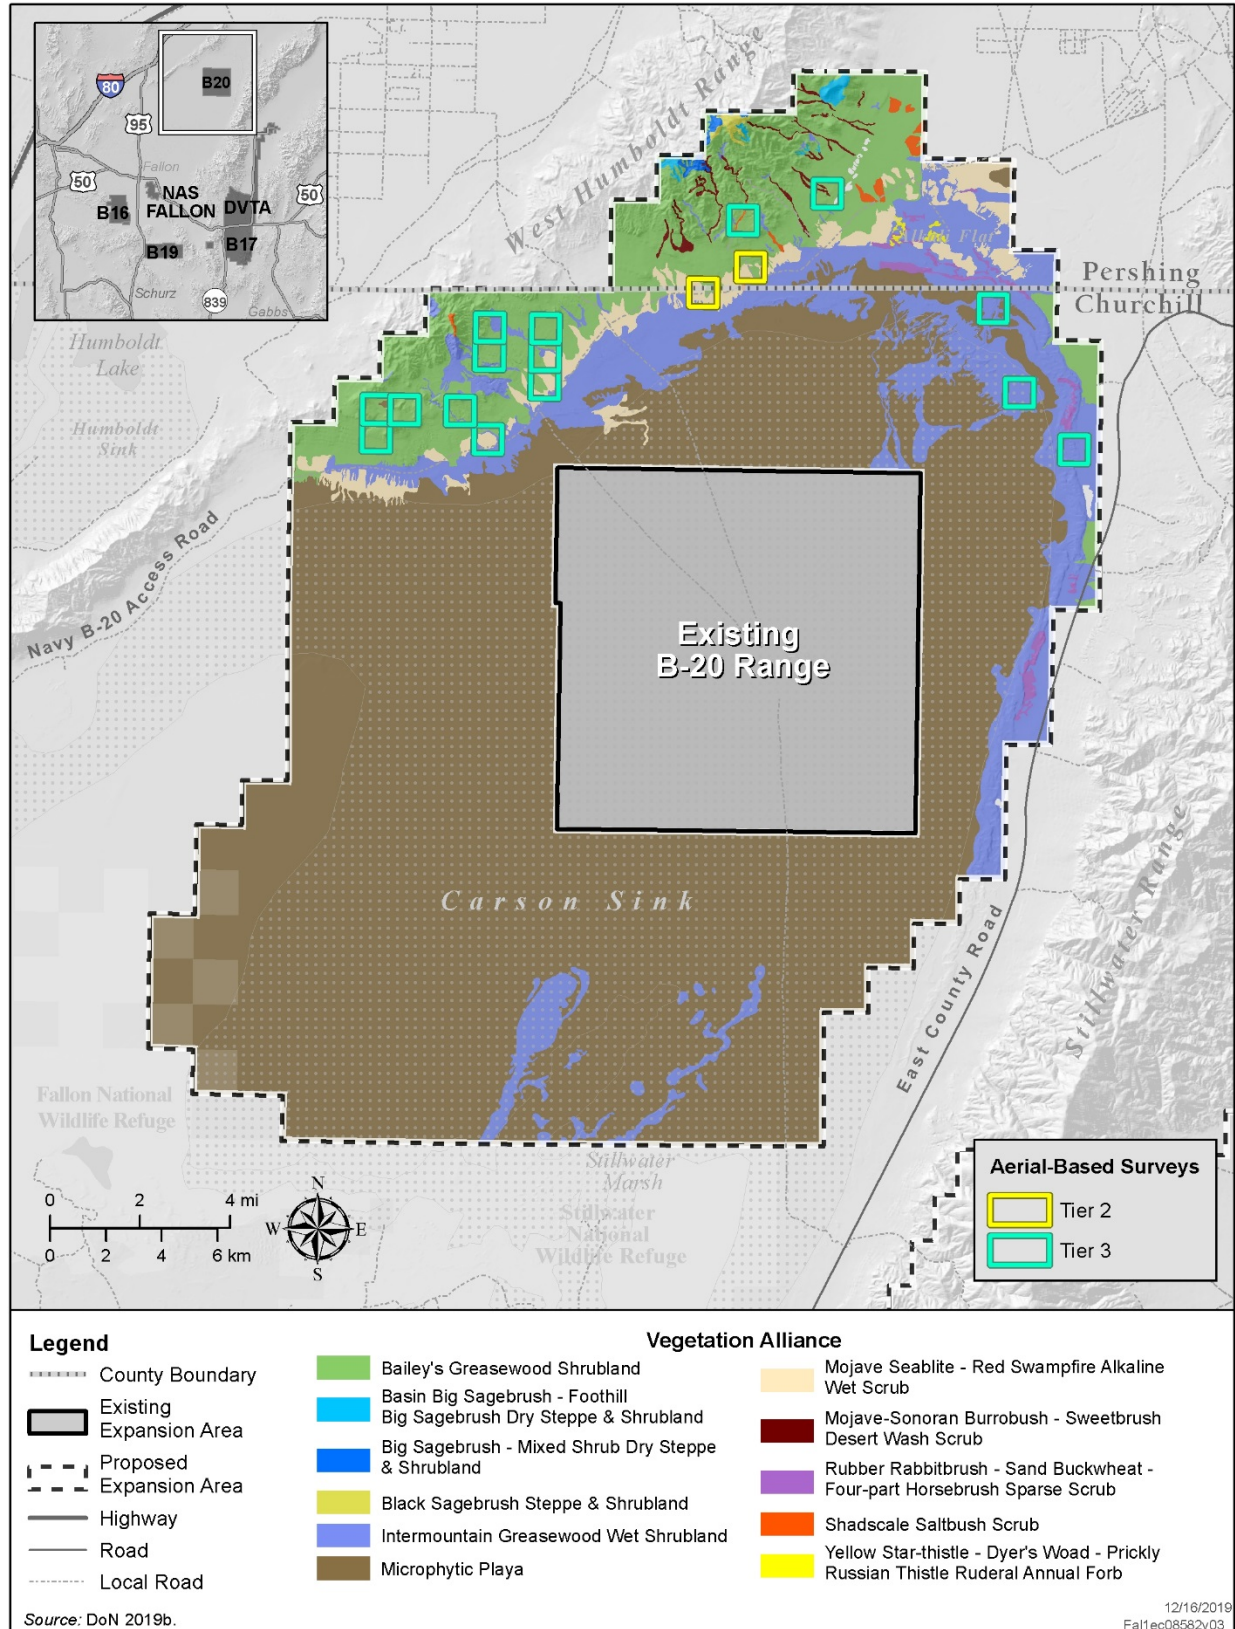 80
95
50
50
839
B20
Fallon
NAS
FALLON
DVTA
B16
B17
B19
Schurz
Gabbs
West Humboldt Range
Alkali Flat
Pershing
Churchill
Humboldt
Lake
Humboldt
Sink
Navy B-20 Access Road
Existing
B-20 Range
Carson Sink
East County Road
Stillwater Range
Fallon National
Wildlife Refuge
Stillwater
Marsh
Stillwater
National
Wildlife Refuge
0 2 4 mi
0 2 4 6 km
N
W E
S
Aerial-Based Surveys
Tier 2
Tier 3
Legend
County Boundary
Existing
Expansion Area
Proposed
Expansion Area
Highway
Road
Local Road
Vegetation Alliance
Bailey's Greasewood Shrubland
Basin Big Sagebrush - Foothill
Big Sagebrush Dry Steppe & Shrubland
Big Sagebrush - Mixed Shrub Dry Steppe
& Shrubland
Black Sagebrush Steppe & Shrubland
Intermountain Greasewood Wet Shrubland
Microphytic Playa
Mojave Seablite - Red Swampfire Alkaline
Wet Scrub
Mojave-Sonoran Burrobush - Sweetbrush
Desert Wash Scrub
Rubber Rabbitbrush - Sand Buckwheat -
Four-part Horsebrush Sparse Scrub
Shadscale Saltbush Scrub
Yellow Star-thistle - Dyer's Woad - Prickly
Russian Thistle Ruderal Annual Forb
Source: DoN 2019b.
12/16/2019
Fal1ec08582v03